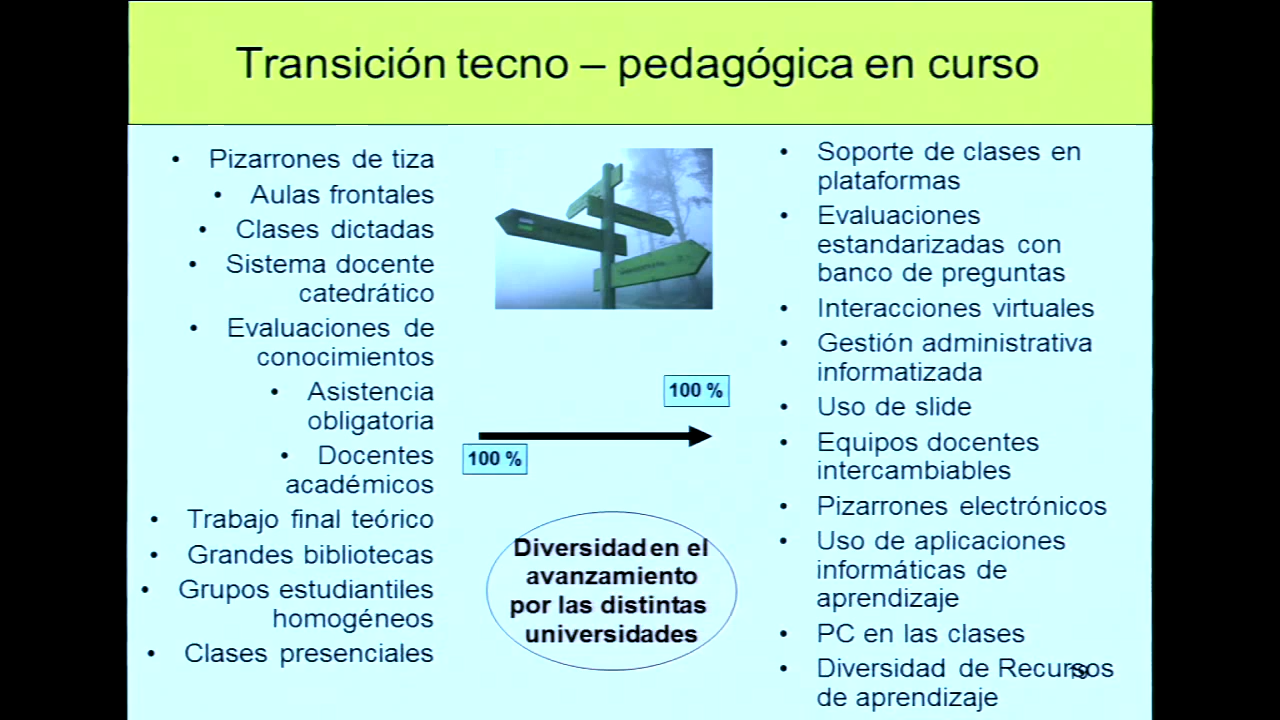 Transición tecno – pedagógica en curso
• Pizarrones de tiza
• Aulas frontales
• Clases dictadas
• Sistema docente
catedrático
• Evaluaciones de
conocimientos
• Asistencia
obligatoria
• Docentes
académicos
• Trabajo final teórico
• Grandes bibliotecas
• Grupos estudiantiles
homogéneos
• Clases presenciales
100 %
100 %
Diversidad en el
avanzamiento
por las distintas
universidades
• Soporte de clases en
plataformas
• Evaluaciones
estandarizadas con
banco de preguntas
• Interacciones virtuales
• Gestión administrativa
informatizada
• Uso de slide
• Equipos docentes
intercambiables
• Pizarrones electrónicos
• Uso de aplicaciones
informáticas de
aprendizaje
• PC en las clases
• Diversidad de Recursos
de aprendizaje
19